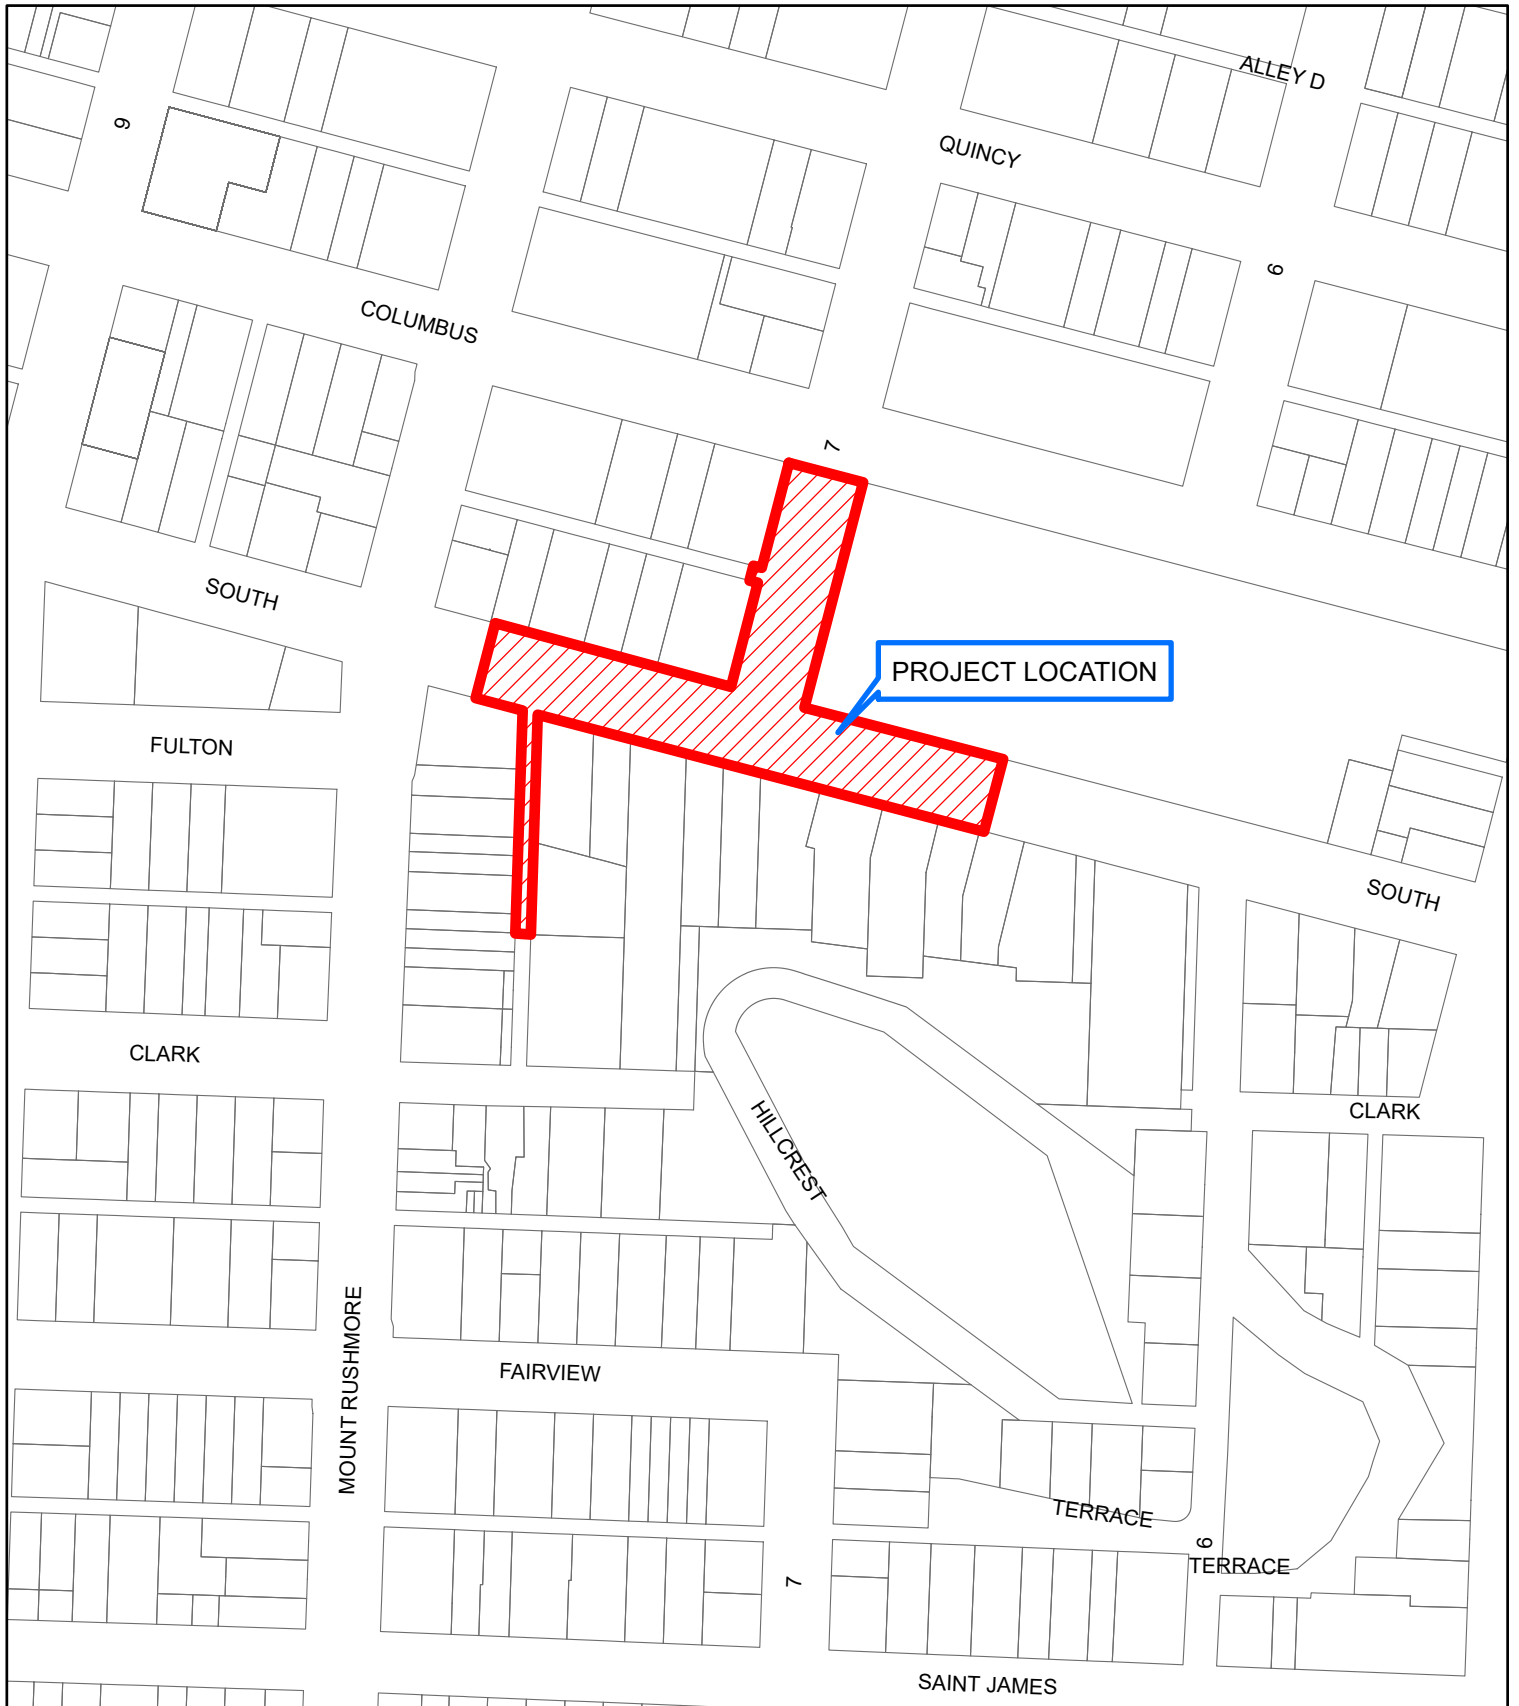 ALLEY D
9
QUINCY
6
COLUMBUS
7
SOUTH
PROJECT LOCATION
FULTON
SOUTH
CLARK
CLARK
HILLCREST
MOUNT RUSHMORE
FAIRVIEW
TERRACE
6
TERRACE
7
SAINT JAMES